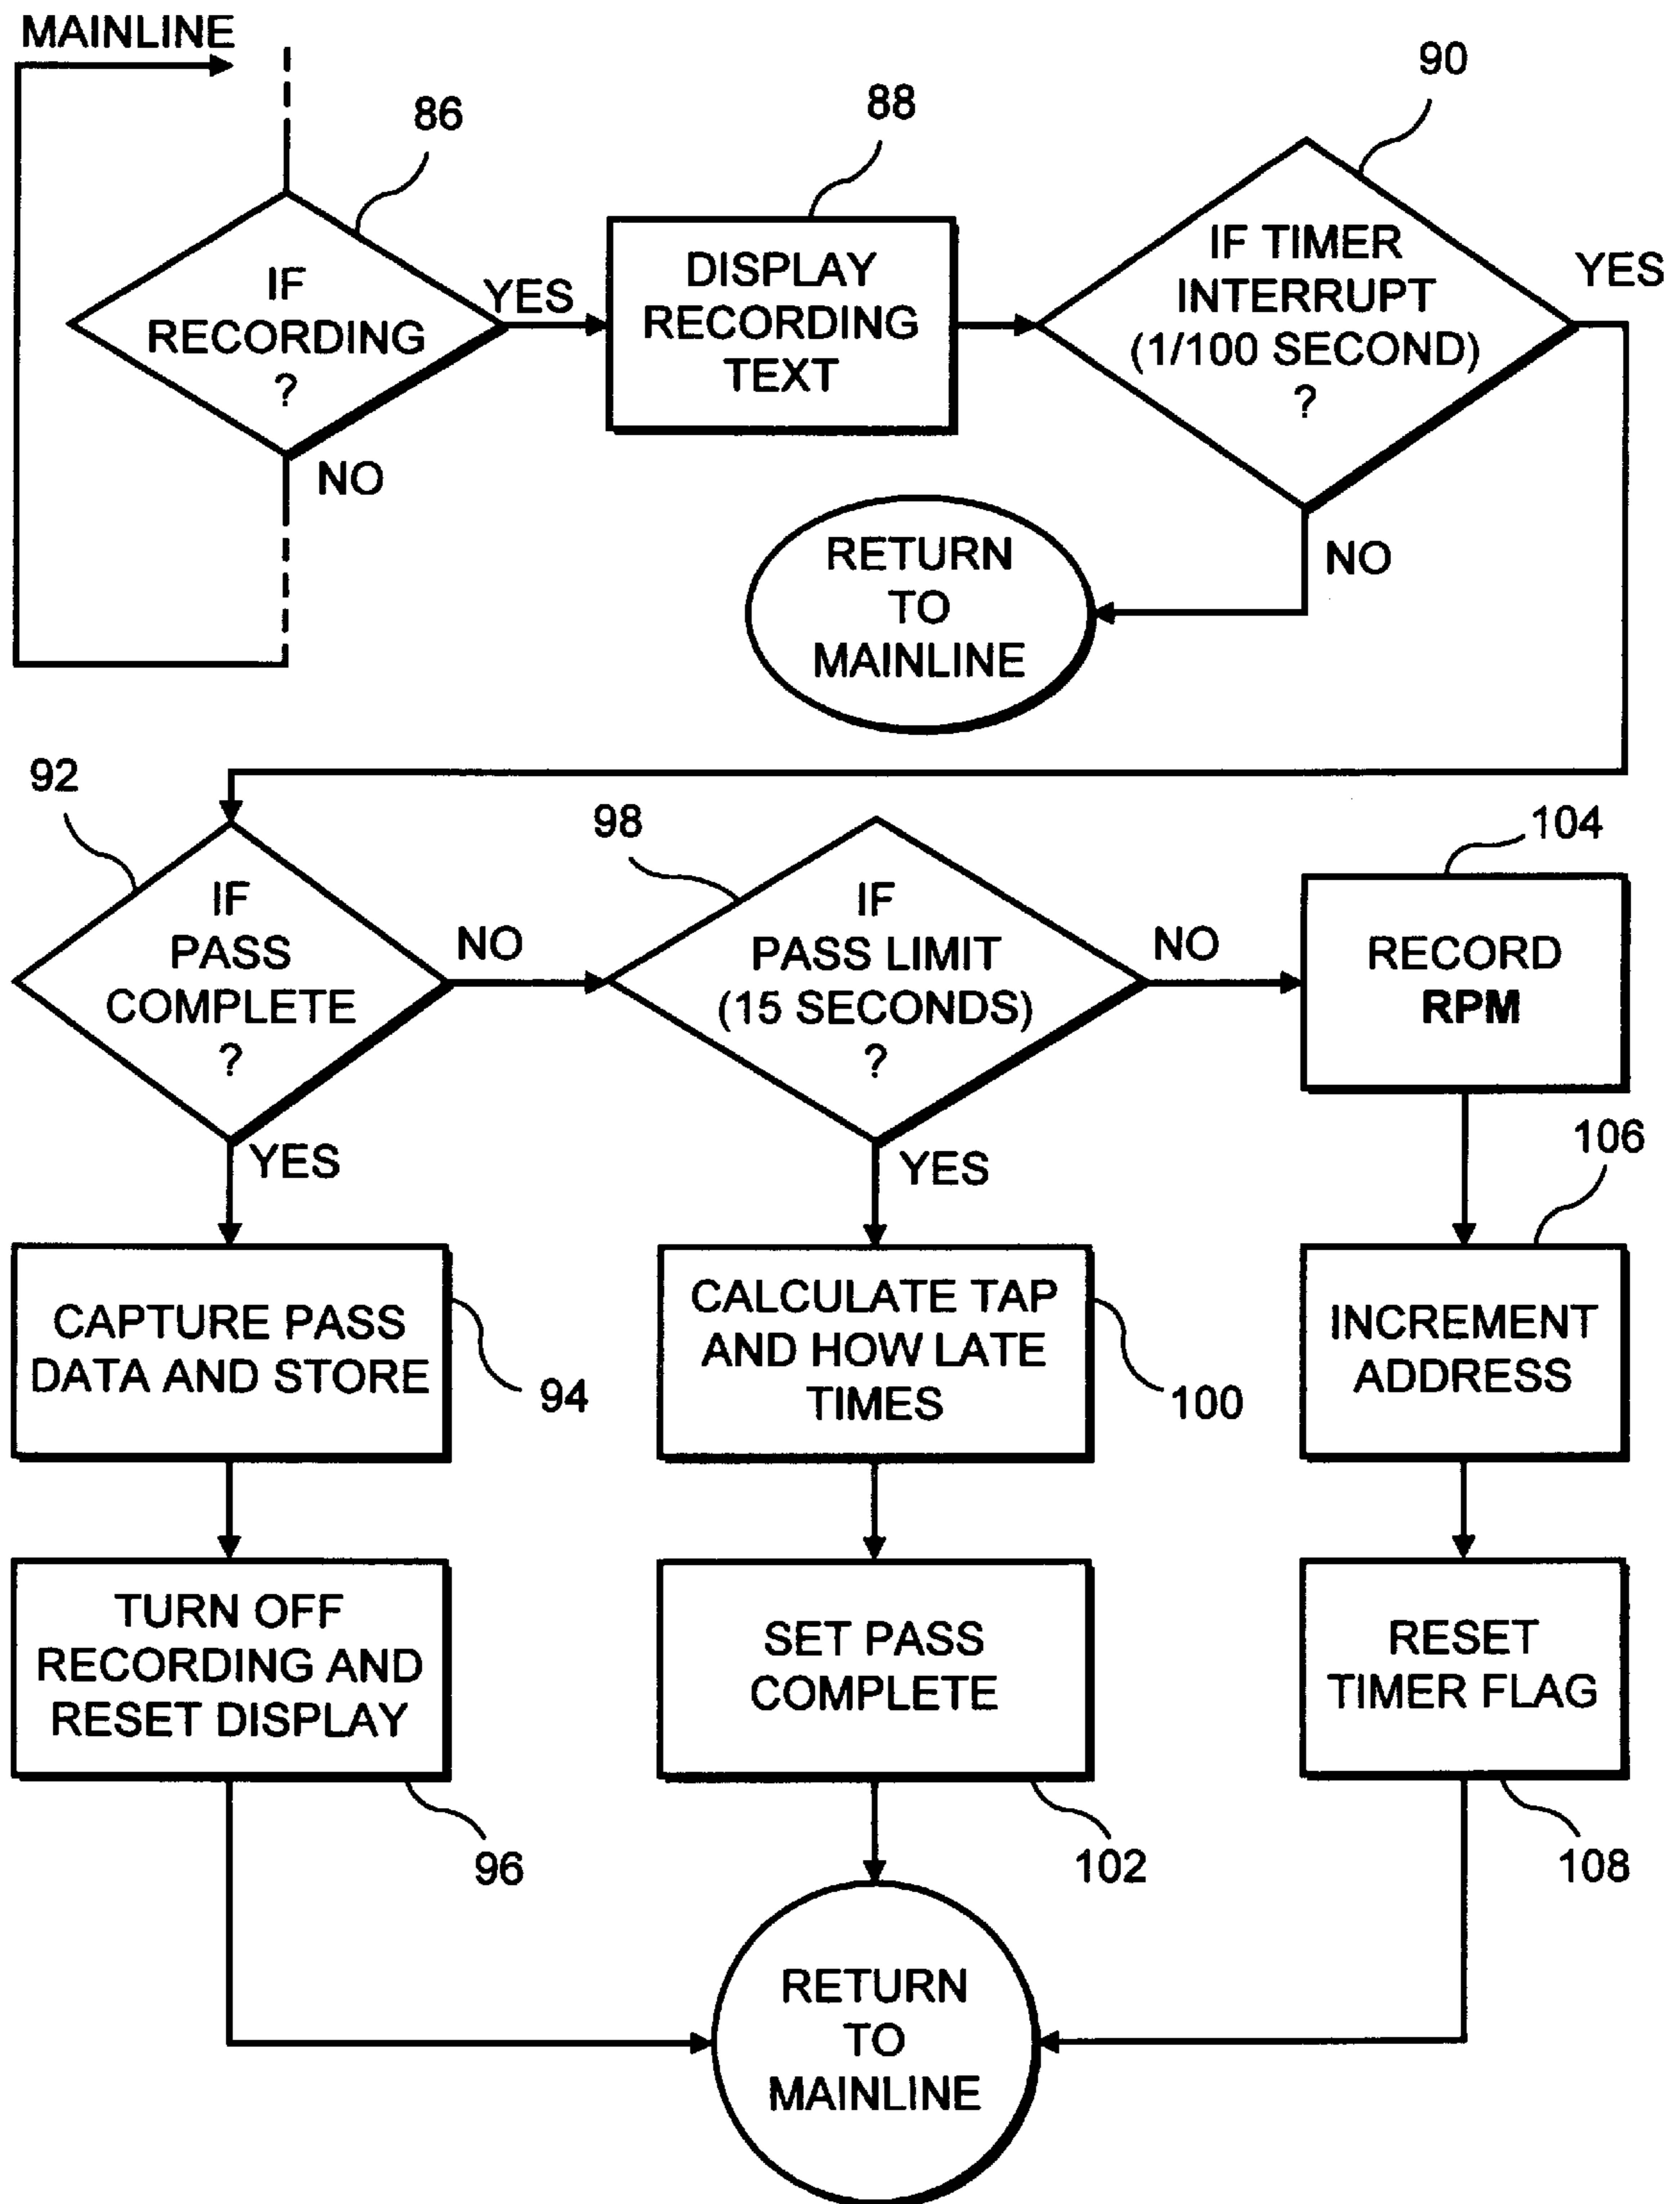 MAINLINE
86
IF
RECORDING
?
YES
NO
88
DISPLAY
RECORDING
TEXT
90
IF TIMER
INTERRUPT
(1/100 SECOND)
?
YES
NO
RETURN
TO
MAINLINE
92
IF
PASS
COMPLETE
?
NO
YES
98
IF
PASS LIMIT
(15 SECONDS)
?
NO
YES
104
RECORD
RPM
106
CAPTURE PASS
DATA AND STORE
94
CALCULATE TAP
AND HOW LATE
TIMES
100
INCREMENT
ADDRESS
TURN OFF
RECORDING AND
RESET DISPLAY
96
SET PASS
COMPLETE
102
RESET
TIMER FLAG
108
RETURN
TO
MAINLINE